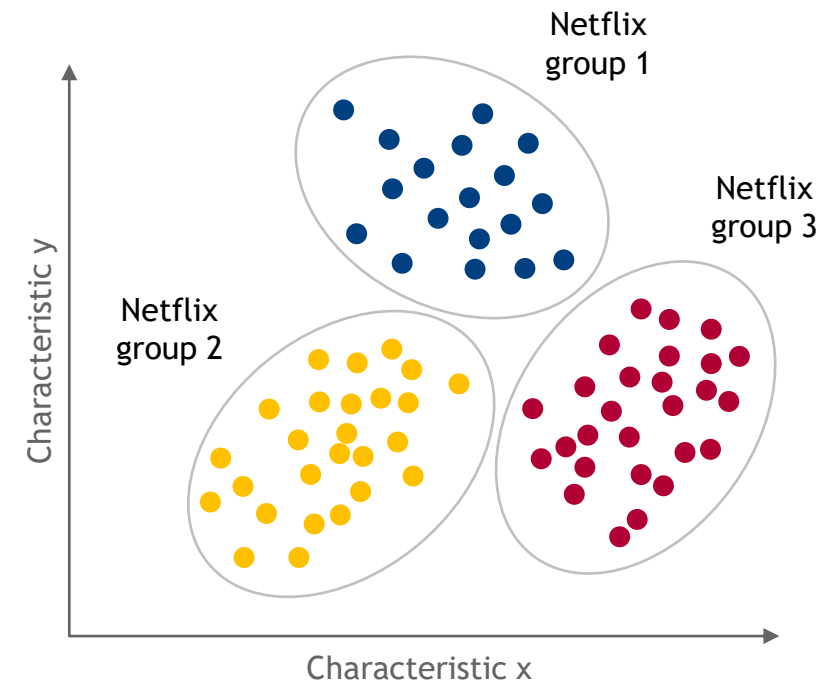 Netflix
group 1
Netflix
group 3
Netflix
group 2
Characteristic y
Characteristic x